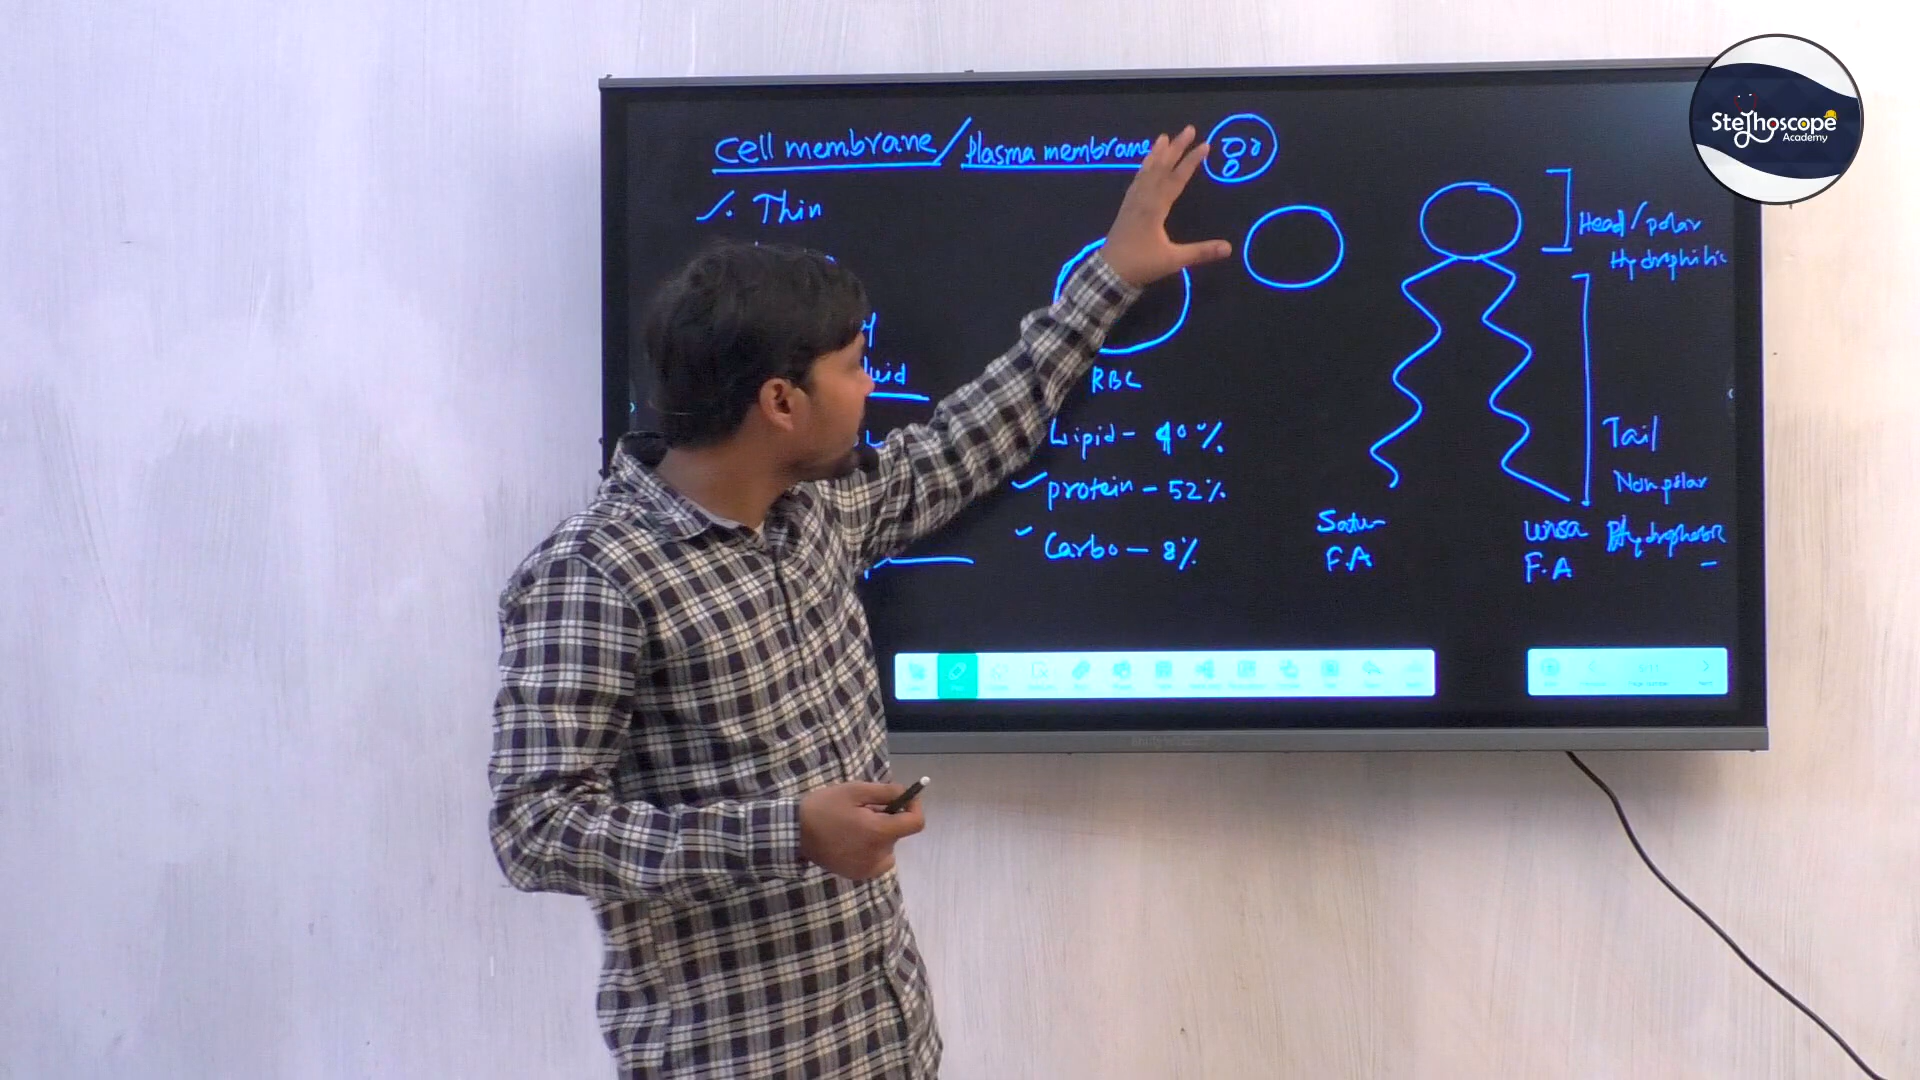 Stethoscope
Academy
Cell membrane / Plasma membrane
Thin
RBC
Lipid - 40%
Protein - 52%
Carbo - 8%
Head / polar
Hydrophilic
Tail
Non polar
Satu
F.A
unsa
F.A